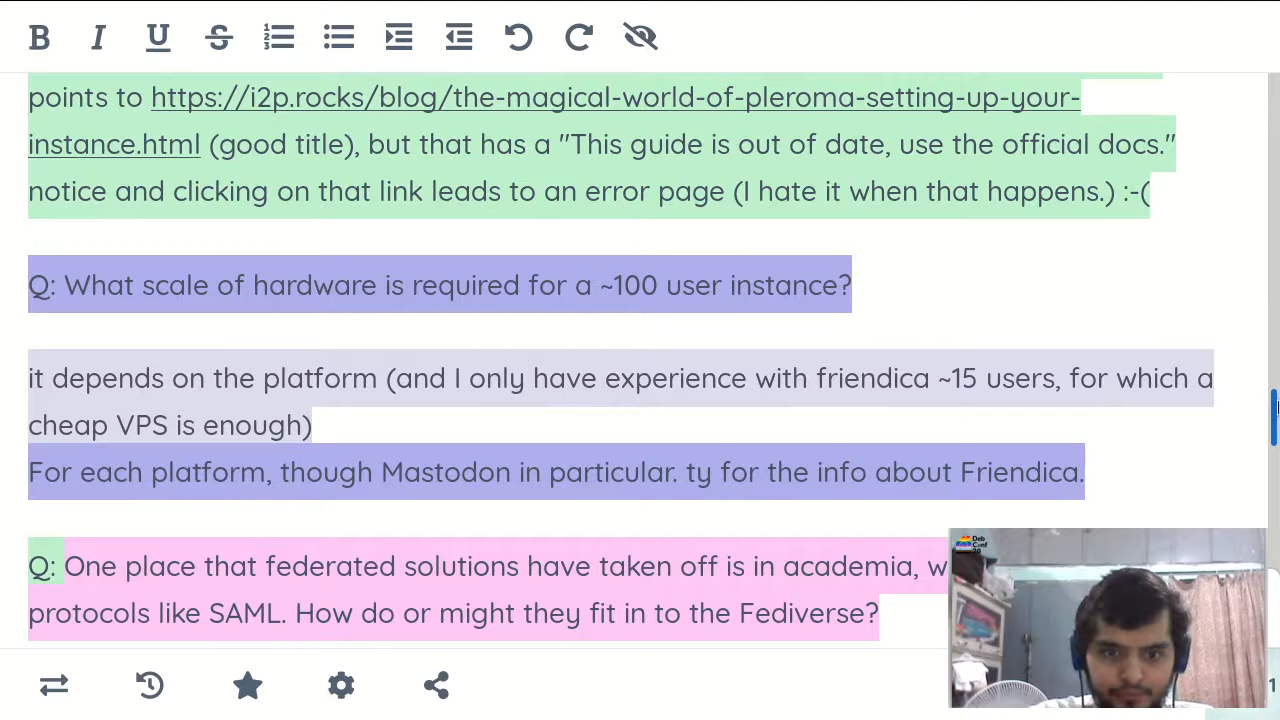 points to https://i2p.rocks/blog/the-magical-world-of-pleroma-setting-up-your-
instance.html (good title), but that has a "This guide is out of date, use the official docs."
notice and clicking on that link leads to an error page (I hate it when that happens.) :-(
Q: What scale of hardware is required for a ~100 user instance?
it depends on the platform (and I only have experience with friendica ~15 users, for which a
cheap VPS is enough)
For each platform, though Mastodon in particular. ty for the info about Friendica.
Q: One place that federated solutions have taken off is in academia, w
protocols like SAML. How do or might they fit in to the Fediverse?
Deb
Conf
20
1